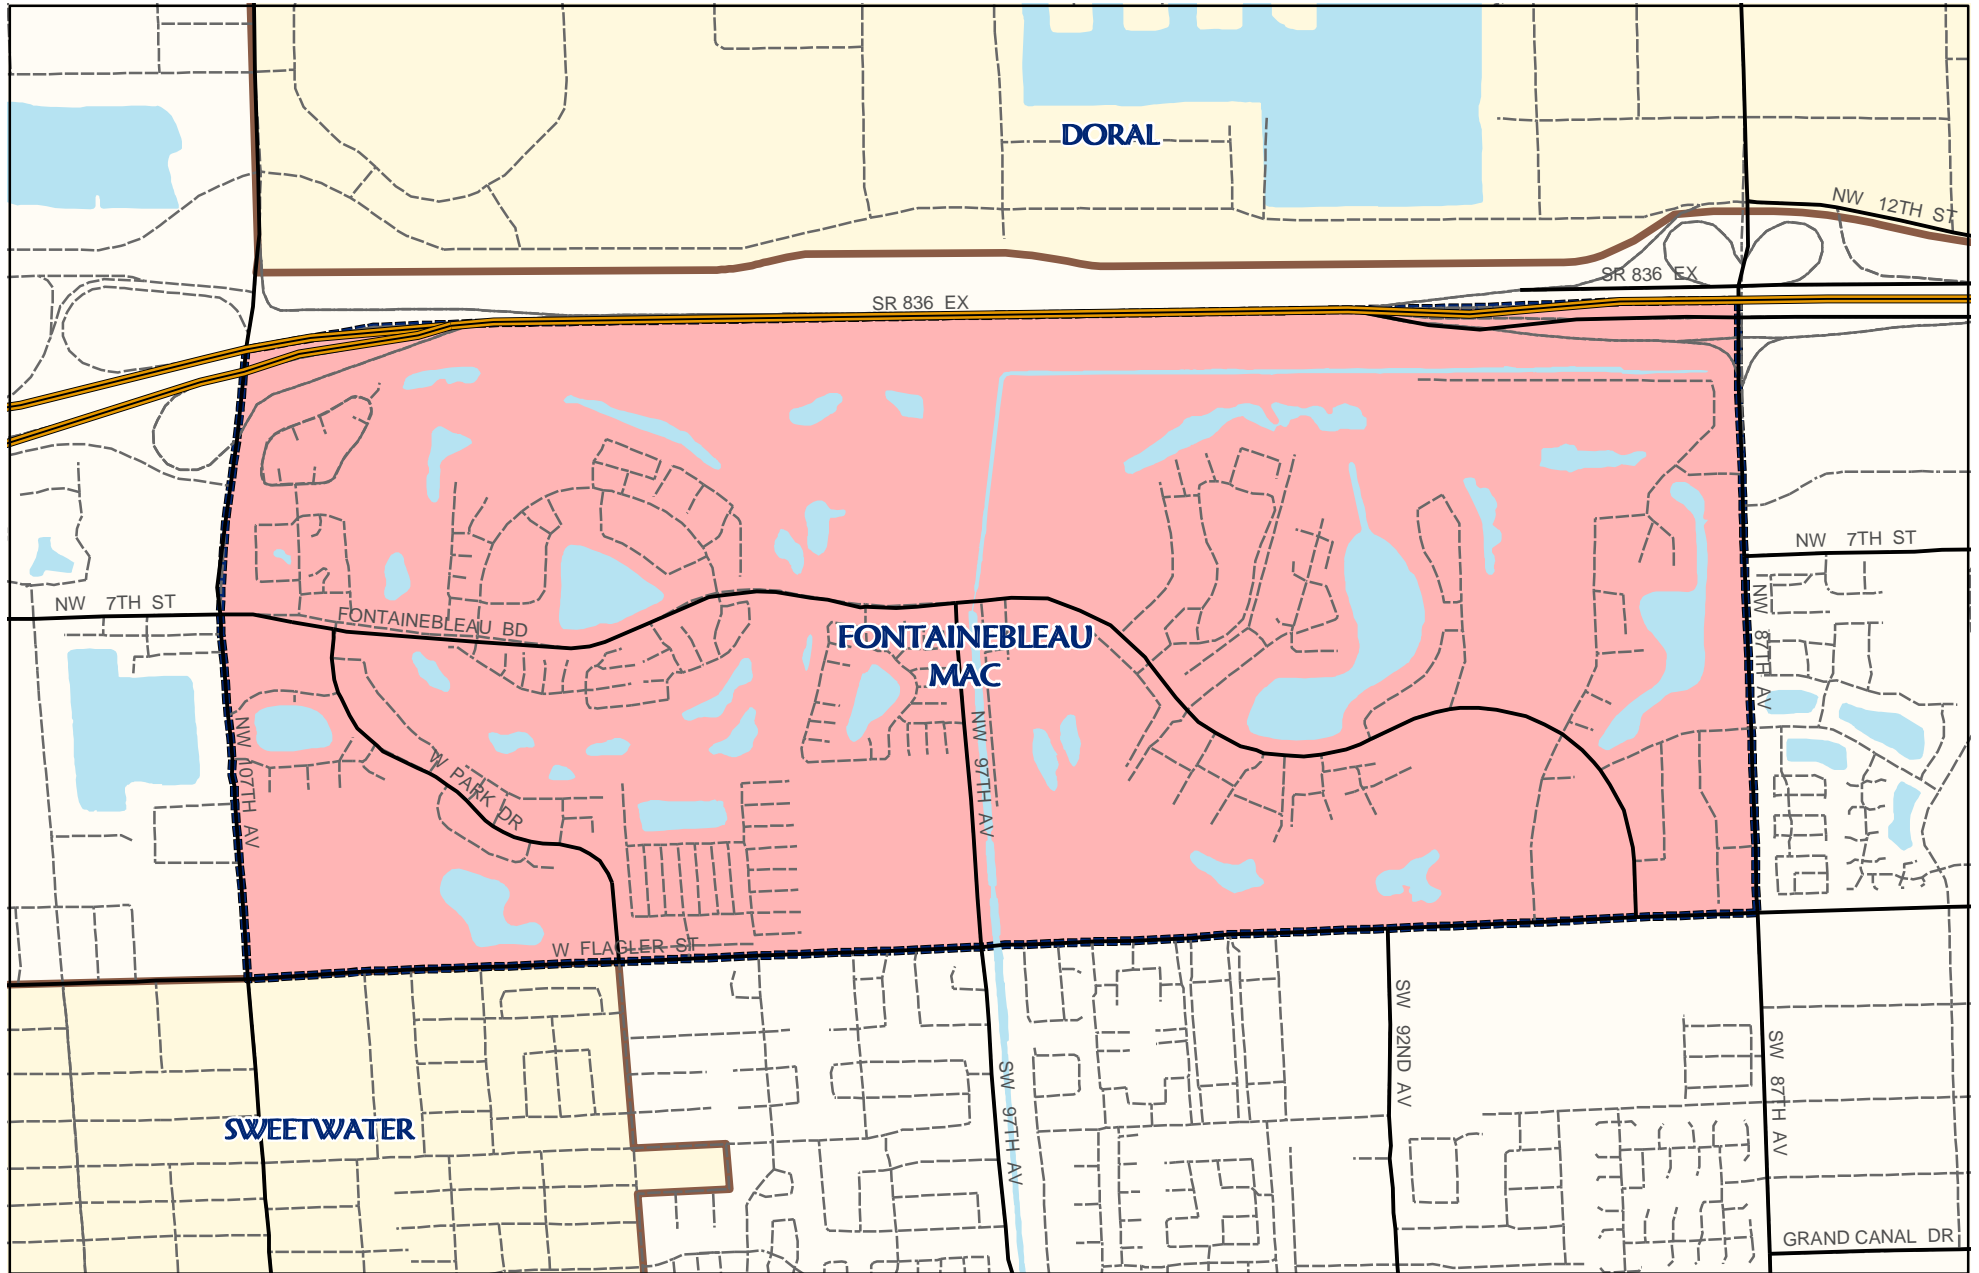 DORAL
NW 12TH ST
SR 836 EX
SR 836 EX
NW 7TH ST
NW 7TH ST
FONTAINEBLEAU BD
FONTAINEBLEAU
MAC
NW 87TH AV
NW 107TH AV
W PARK DR
NW 97TH AV
W FLAGLER ST
SW 92ND AV
SW 87TH AV
SW 97TH AV
SWEETWATER
GRAND CANAL DR